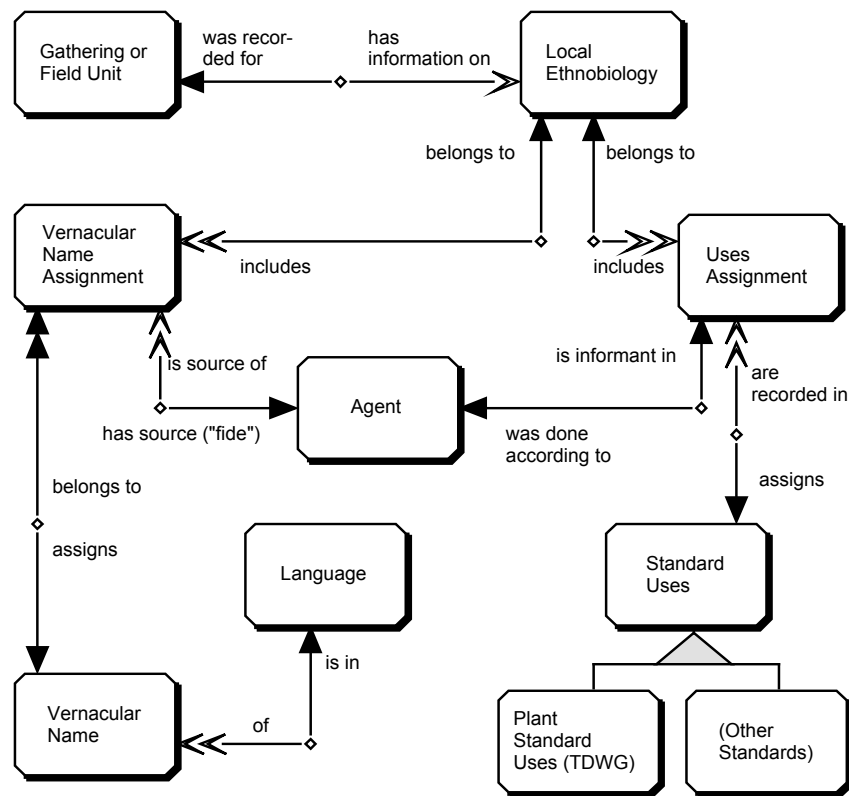 Gathering or
Field Unit
was recor-
ded for
has
information on
Local
Ethnobiology
belongs to
belongs to
Vernacular
Name
Assignment
includes
includes
Uses
Assignment
is source of
Agent
has source ("fide")
is informant in
was done
according to
are
recorded in
belongs to
assigns
assigns
Language
Standard
Uses
is in
Vernacular
Name
of
Plant
Standard
Uses (TDWG)
(Other
Standards)